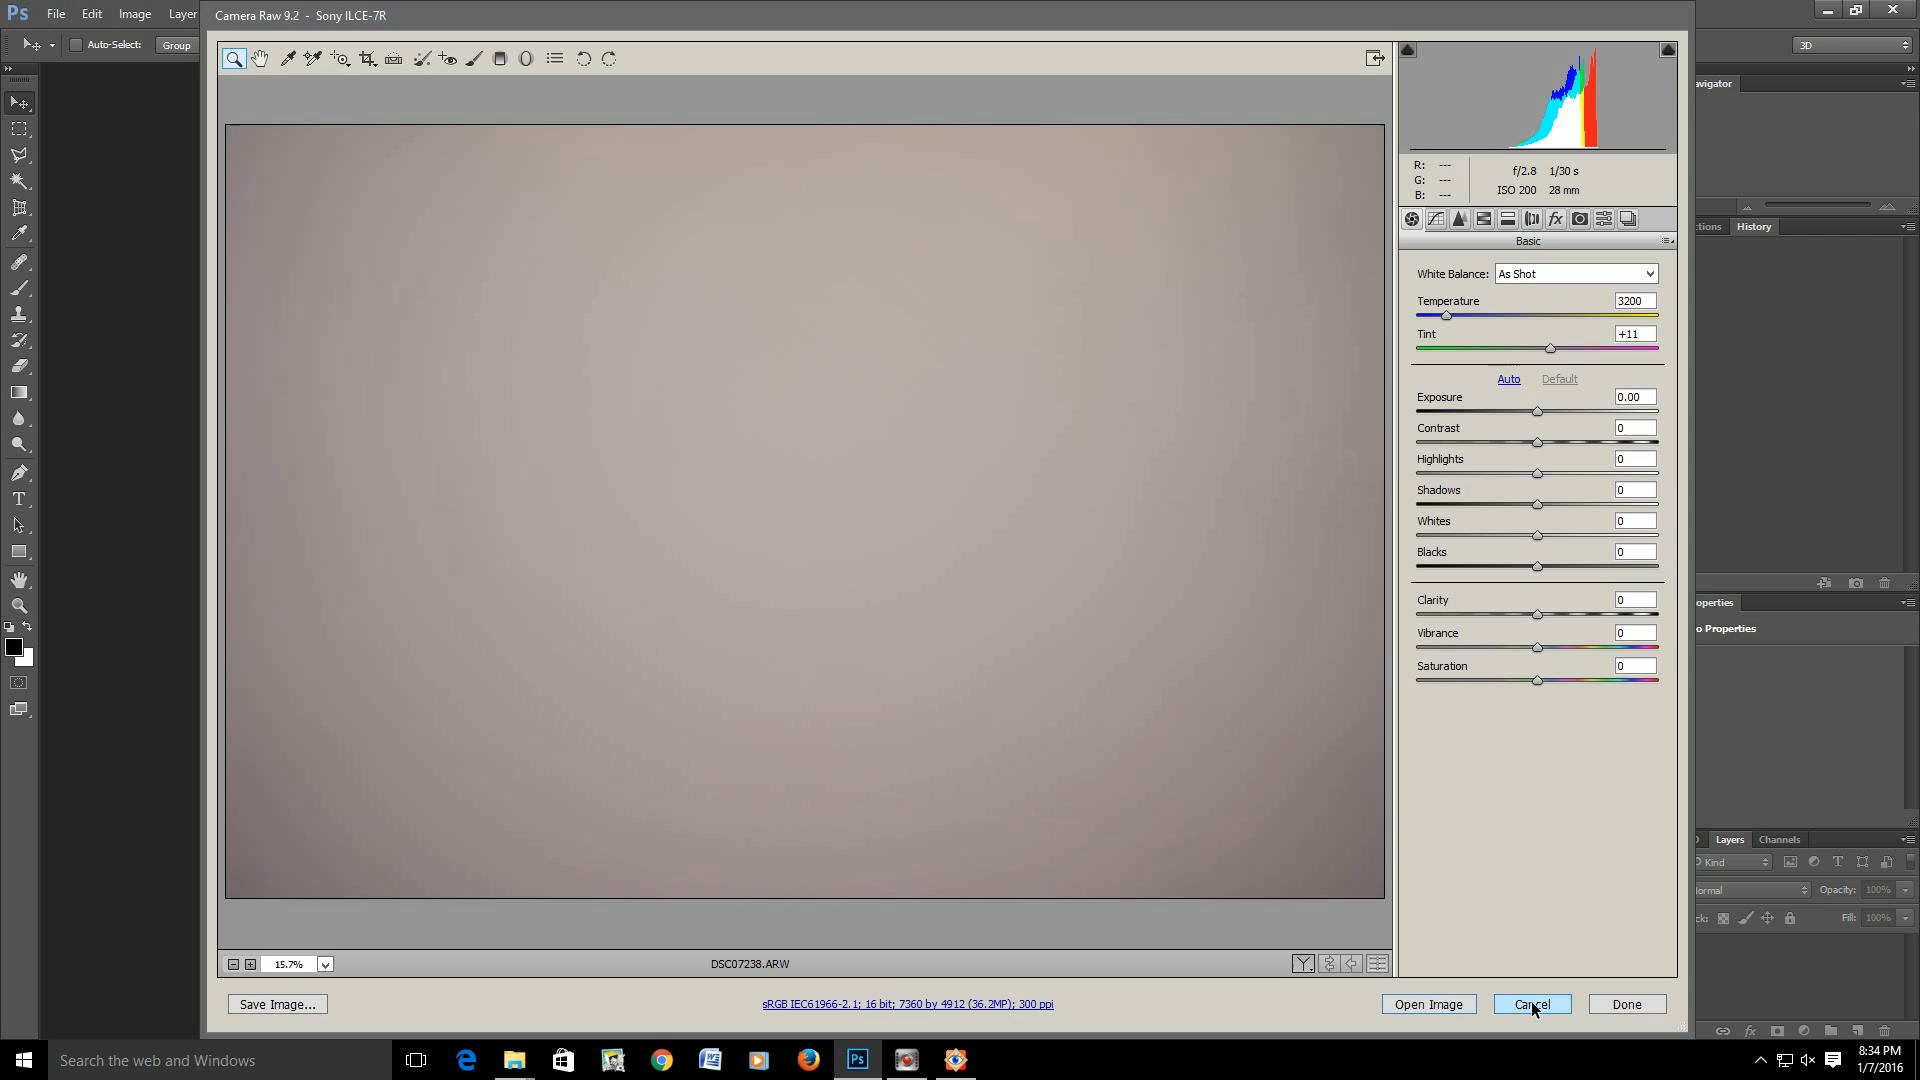 Ps File Edit Image Layer
Camera Raw 9.2 - Sony ILCE-7R
Auto-Select: Group
3D
avigator
R: ---
G: ---
B: ---
f/2.8 1/30 s
ISO 200 28 mm
ctions History
Basic
White Balance: As Shot
Temperature 3200
Tint +11
Auto Default
Exposure 0.00
Contrast 0
Highlights 0
Shadows 0
Whites 0
Blacks 0
Clarity 0
Vibrance 0
Saturation 0
operties
o Properties
Layers Channels
Kind
ormal Opacity: 100%
ck: Fill: 100%
15.7%
DSC07238.ARW
Save Image...
sRGB IEC61966-2.1; 16 bit; 7360 by 4912 (36.2MP); 300 ppi
Open Image Cancel Done
Search the web and Windows
8:34 PM
1/7/2016